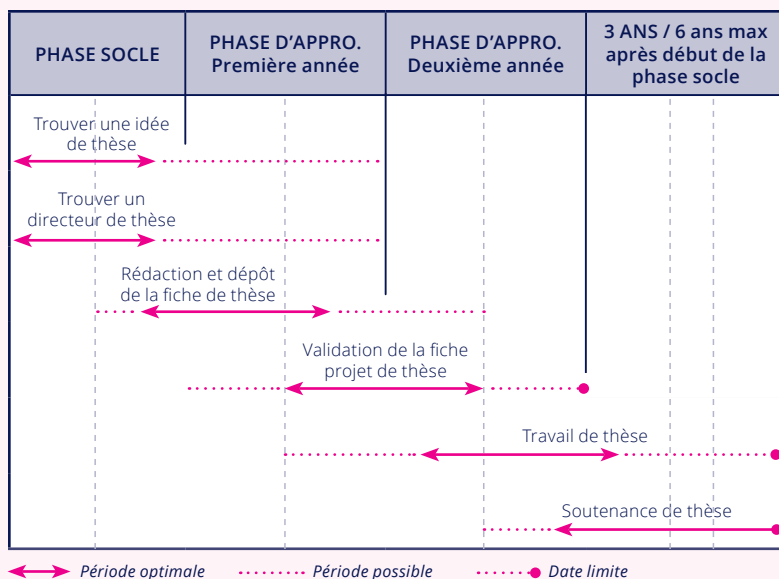 PHASE SOCLE
PHASE D’APPRO.
Première année
PHASE D’APPRO.
Deuxième année
3 ANS / 6 ans max
après début de la
phase socle
Trouver une idée
de thèse
Trouver un
directeur de thèse
Rédaction et dépôt
de la fiche de thèse
Validation de la fiche
projet de thèse
Travail de thèse
Soutenance de thèse
Période optimale
Période possible
Date limite